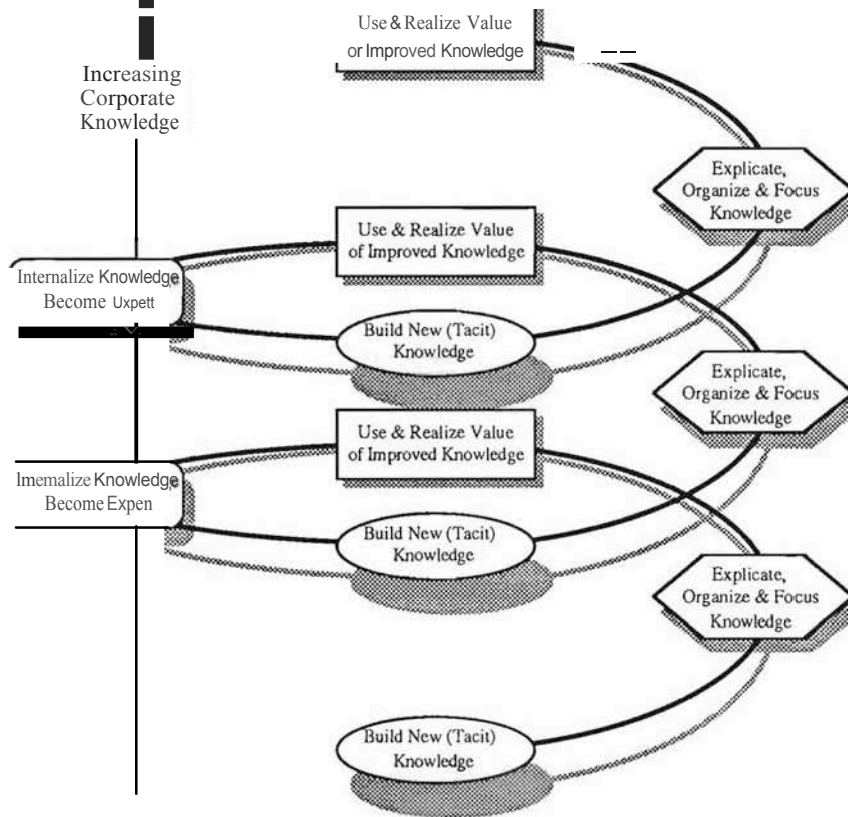 Use & Realize Value
or Improved Knowledge
Increasing
Corporate
Knowledge
Explicate,
Organize & Focus
Knowledge
Use & Realize Value
of Improved Knowledge
Internalize Knowledge
Become Uxpett
Build New (Tacit)
Knowledge
Explicate,
Organize & Focus
Knowledge
Use & Realize Value
of Improved Knowledge
Imemalize Knowledge
Become Expen
Build New (Tacit)
Knowledge
Explicate,
Organize & Focus
Knowledge
Build New (Tacit)
Knowledge